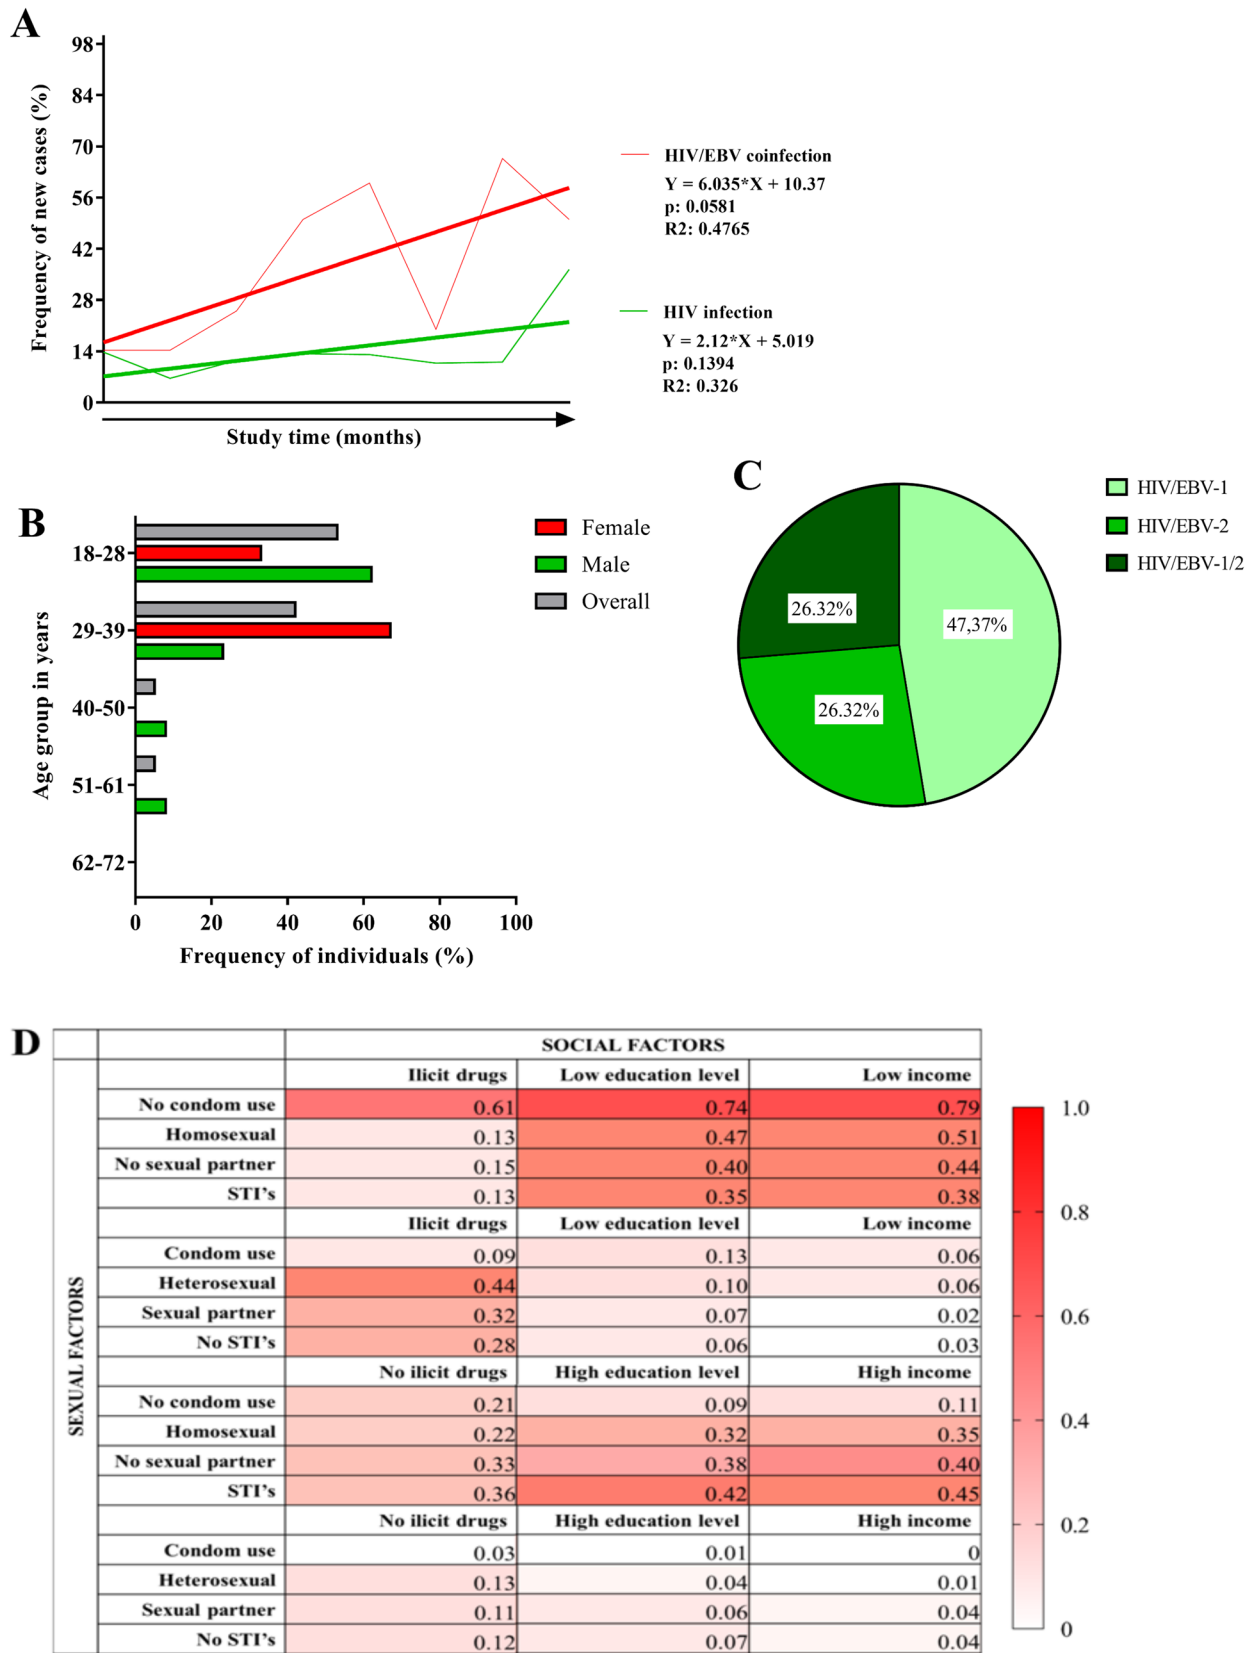 A
Frequency of new cases (%)
98
84
70
56
42
28
14
0
Study time (months)
HIV/EBV coinfection
Y = 6.035*X + 10.37
p: 0.0581
R2: 0.4765
HIV infection
Y = 2.12*X + 5.019
p: 0.1394
R2: 0.326
B
Age group in years
18-28
29-39
40-50
51-61
62-72
0 20 40 60 80 100
Frequency of individuals (%)
Female
Male
Overall
C
47,37%
26.32%
26.32%
HIV/EBV-1
HIV/EBV-2
HIV/EBV-1/2
D
SOCIAL FACTORS
SEXUAL FACTORS
Ilicit drugs Low education level Low income
No condom use 0.61 0.74 0.79
Homosexual 0.13 0.47 0.51
No sexual partner 0.15 0.40 0.44
STI's 0.13 0.35 0.38
Ilicit drugs Low education level Low income
Condom use 0.09 0.13 0.06
Heterosexual 0.44 0.10 0.06
Sexual partner 0.32 0.07 0.02
No STI's 0.28 0.06 0.03
No ilicit drugs High education level High income
No condom use 0.21 0.09 0.11
Homosexual 0.22 0.32 0.35
No sexual partner 0.33 0.38 0.40
STI's 0.36 0.42 0.45
No ilicit drugs High education level High income
Condom use 0.03 0.01 0
Heterosexual 0.13 0.04 0.01
Sexual partner 0.11 0.06 0.04
No STI's 0.12 0.07 0.04
1.0
0.8
0.6
0.4
0.2
0